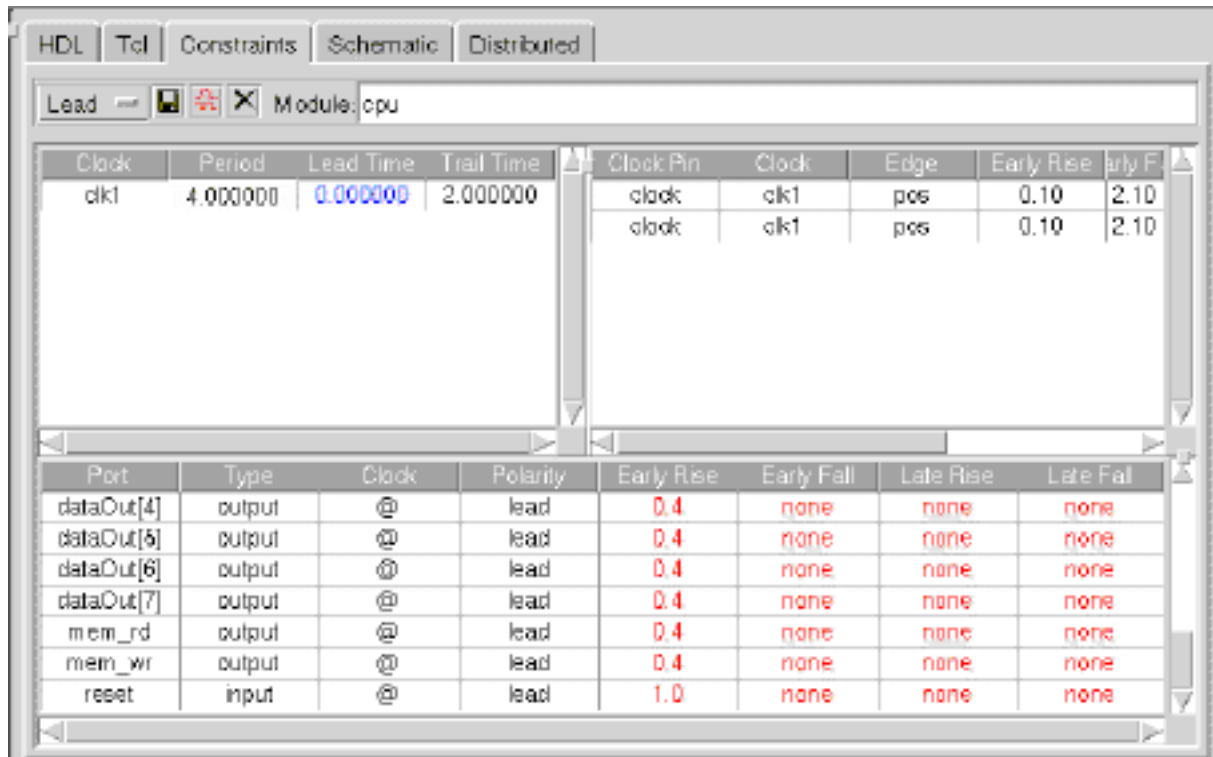 HDL Tcl Constraints Schematic Distributed
Lead Module: cpu
Clock Period Lead Time Trail Time
clk1 4.000000 0.000000 2.000000
Clock Pin Clock Edge Early Rise arly F
clock clk1 pos 0.10 2.10
clock clk1 pos 0.10 2.10
Port Type Clock Polarity Early Rise Early Fall Late Rise Late Fall
dataOut[4] output @ lead 0.4 none none none
dataOut[5] output @ lead 0.4 none none none
dataOut[6] output @ lead 0.4 none none none
dataOut[7] output @ lead 0.4 none none none
mem_rd output @ lead 0.4 none none none
mem_wr output @ lead 0.4 none none none
reset input @ lead 1.0 none none none